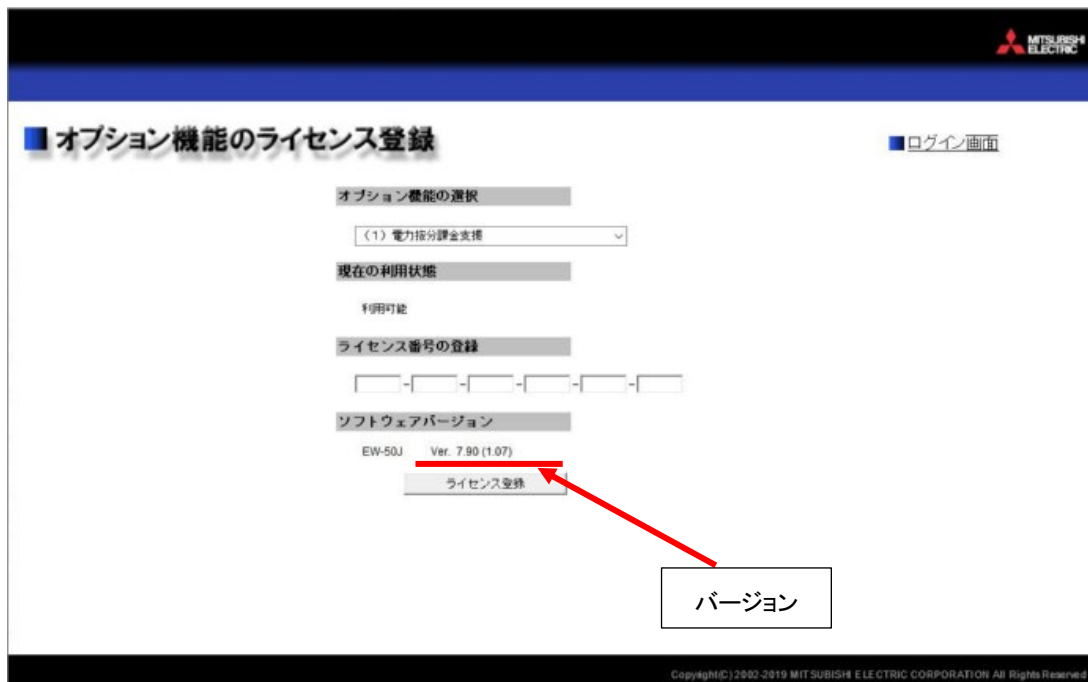 MITSUBISHI
ELECTRIC
オプション機能のライセンス登録
ログイン画面
オプション機能の選択
（1）電力按分課金支援
現在の利用状態
利用可能
ライセンス番号の登録
- - - - -
ソフトウェアバージョン
EW-50J Ver. 7.90 (1.07)
ライセンス登録
バージョン
Copyright(C) 2002-2019 MITSUBISHI ELECTRIC CORPORATION All Rights Reserved